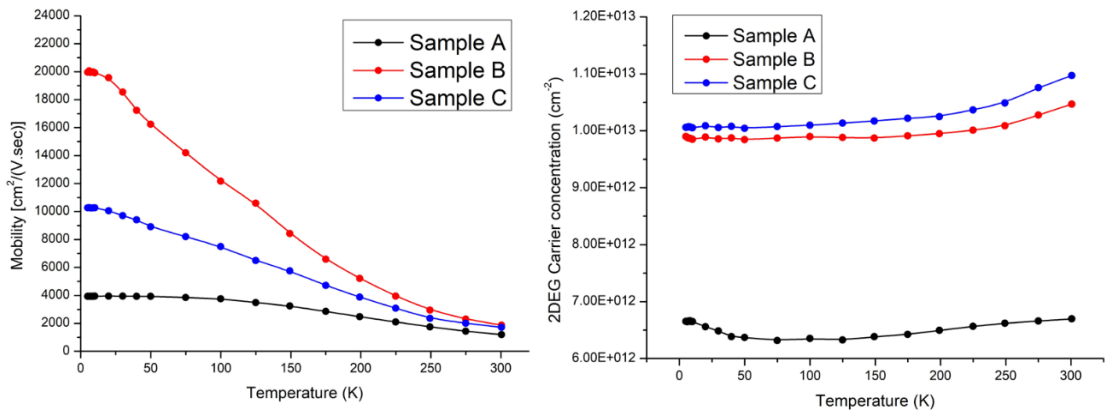 24000
22000
20000
18000
16000
14000
12000
10000
8000
6000
4000
2000
0
Mobility [cm²/(V.sec)]
Sample A
Sample B
Sample C
0 50 100 150 200 250 300
Temperature (K)
1.20E+013
1.10E+013
1.00E+013
9.00E+012
8.00E+012
7.00E+012
6.00E+012
2DEG Carrier concentration (cm⁻²)
Sample A
Sample B
Sample C
0 50 100 150 200 250 300
Temperature (K)